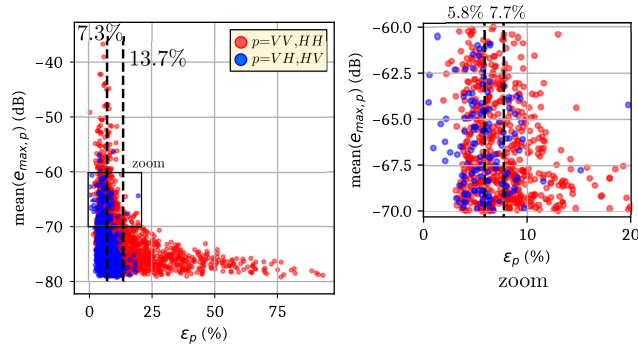 7.3%
13.7%
p=VV,HH
p=VH,HV
zoom
mean(e_{max,p}) (dB)
−40
−50
−60
−70
−80
0 25 50 75
ε_p (%)
5.8% 7.7%
mean(e_{max,p}) (dB)
−60.0
−62.5
−65.0
−67.5
−70.0
0 5 10 15 20
ε_p (%)
zoom